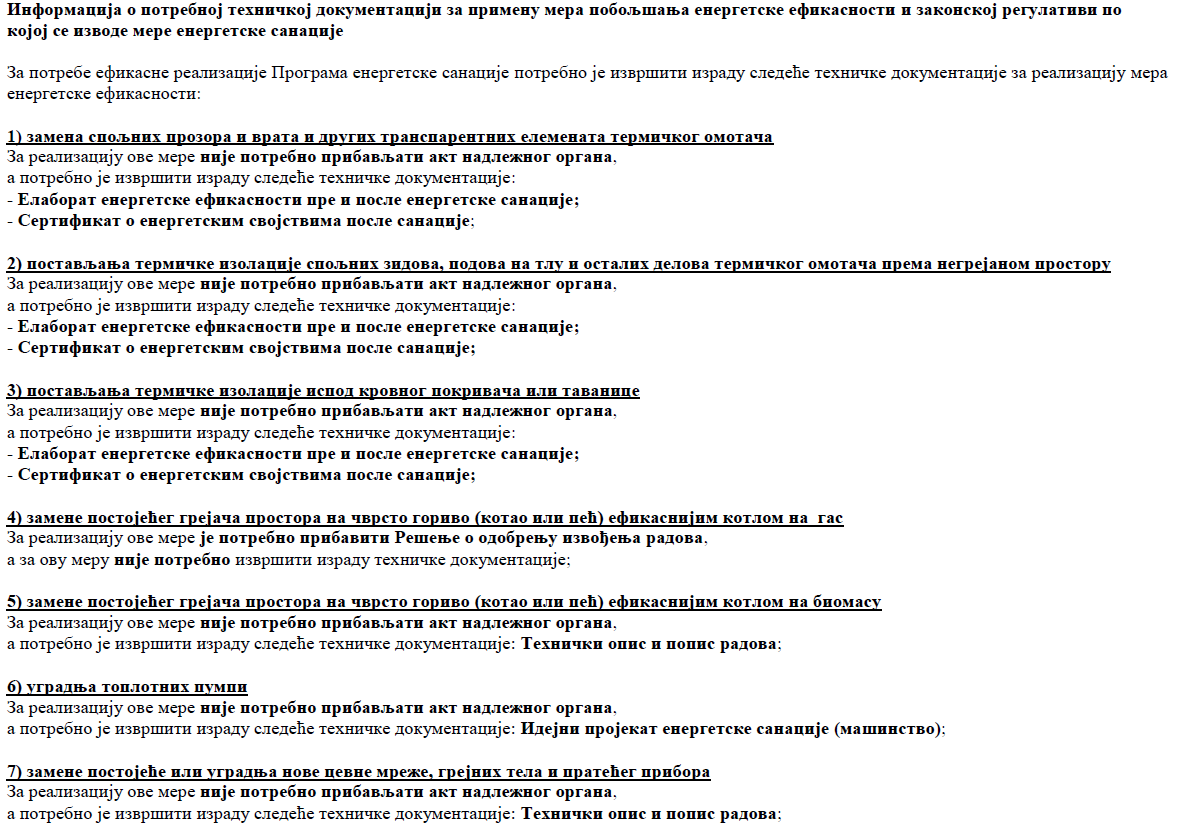 Информација о потребној техничкој документацији за примену мера побољшања енергетске ефикасности и законској регулативи по
којој се изводе мере енергетске санације
За потребе ефикасне реализације Програма енергетске санације потребно је извршити израду следеће техничке документације за реализацију мера
енергетске ефикасности:
1) замена спољних прозора и врата и других транспарентних елемената термичког омотача
За реализацију ове мере није потребно прибављати акт надлежног органа,
а потребно је извршити израду следеће техничке документације:
- Елаборат енергетске ефикасности пре и после енергетске санације;
- Сертификат о енергетским својствима после санације;
2) постављања термичке изолације спољних зидова, подова на тлу и осталих делова термичког омотача према негрејаном простору
За реализацију ове мере није потребно прибављати акт надлежног органа,
а потребно је извршити израду следеће техничке документације:
- Елаборат енергетске ефикасности пре и после енергетске санације;
- Сертификат о енергетским својствима после санације;
3) постављања термичке изолације испод кровног покривача или таванице
За реализацију ове мере није потребно прибављати акт надлежног органа,
а потребно је извршити израду следеће техничке документације:
- Елаборат енергетске ефикасности пре и после енергетске санације;
- Сертификат о енергетским својствима после санације;
4) замене постојећег грејача простора на чврсто гориво (котао или пећ) ефикаснијим котлом на гас
За реализацију ове мере је потребно прибавити Решење о одобрењу извођења радова,
а за ову меру није потребно извршити израду техничке документације;
5) замене постојећег грејача простора на чврсто гориво (котао или пећ) ефикаснијим котлом на биомасу
За реализацију ове мере није потребно прибављати акт надлежног органа,
а потребно је извршити израду следеће техничке документације: Технички опис и попис радова;
6) уградња топлотних пумпи
За реализацију ове мере није потребно прибављати акт надлежног органа,
а потребно је извршити израду следеће техничке документације: Идејни пројекат енергетске санације (машинство);
7) замене постојеће или уградња нове цевне мреже, грејних тела и пратећег прибора
За реализацију ове мере није потребно прибављати акт надлежног органа,
а потребно је извршити израду следеће техничке документације: Технички опис и попис радова;